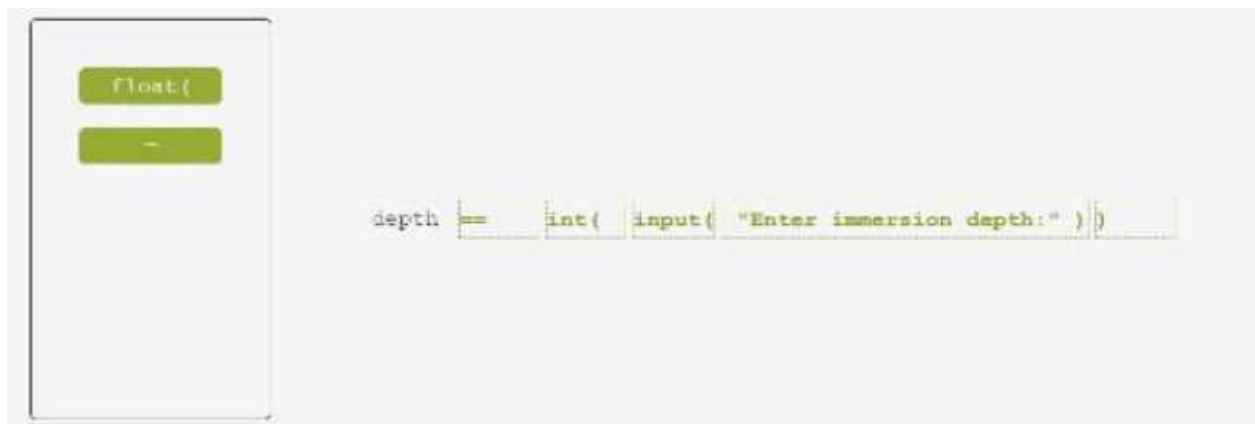 float(
=
depth == int( input( "Enter immersion depth:" ) )